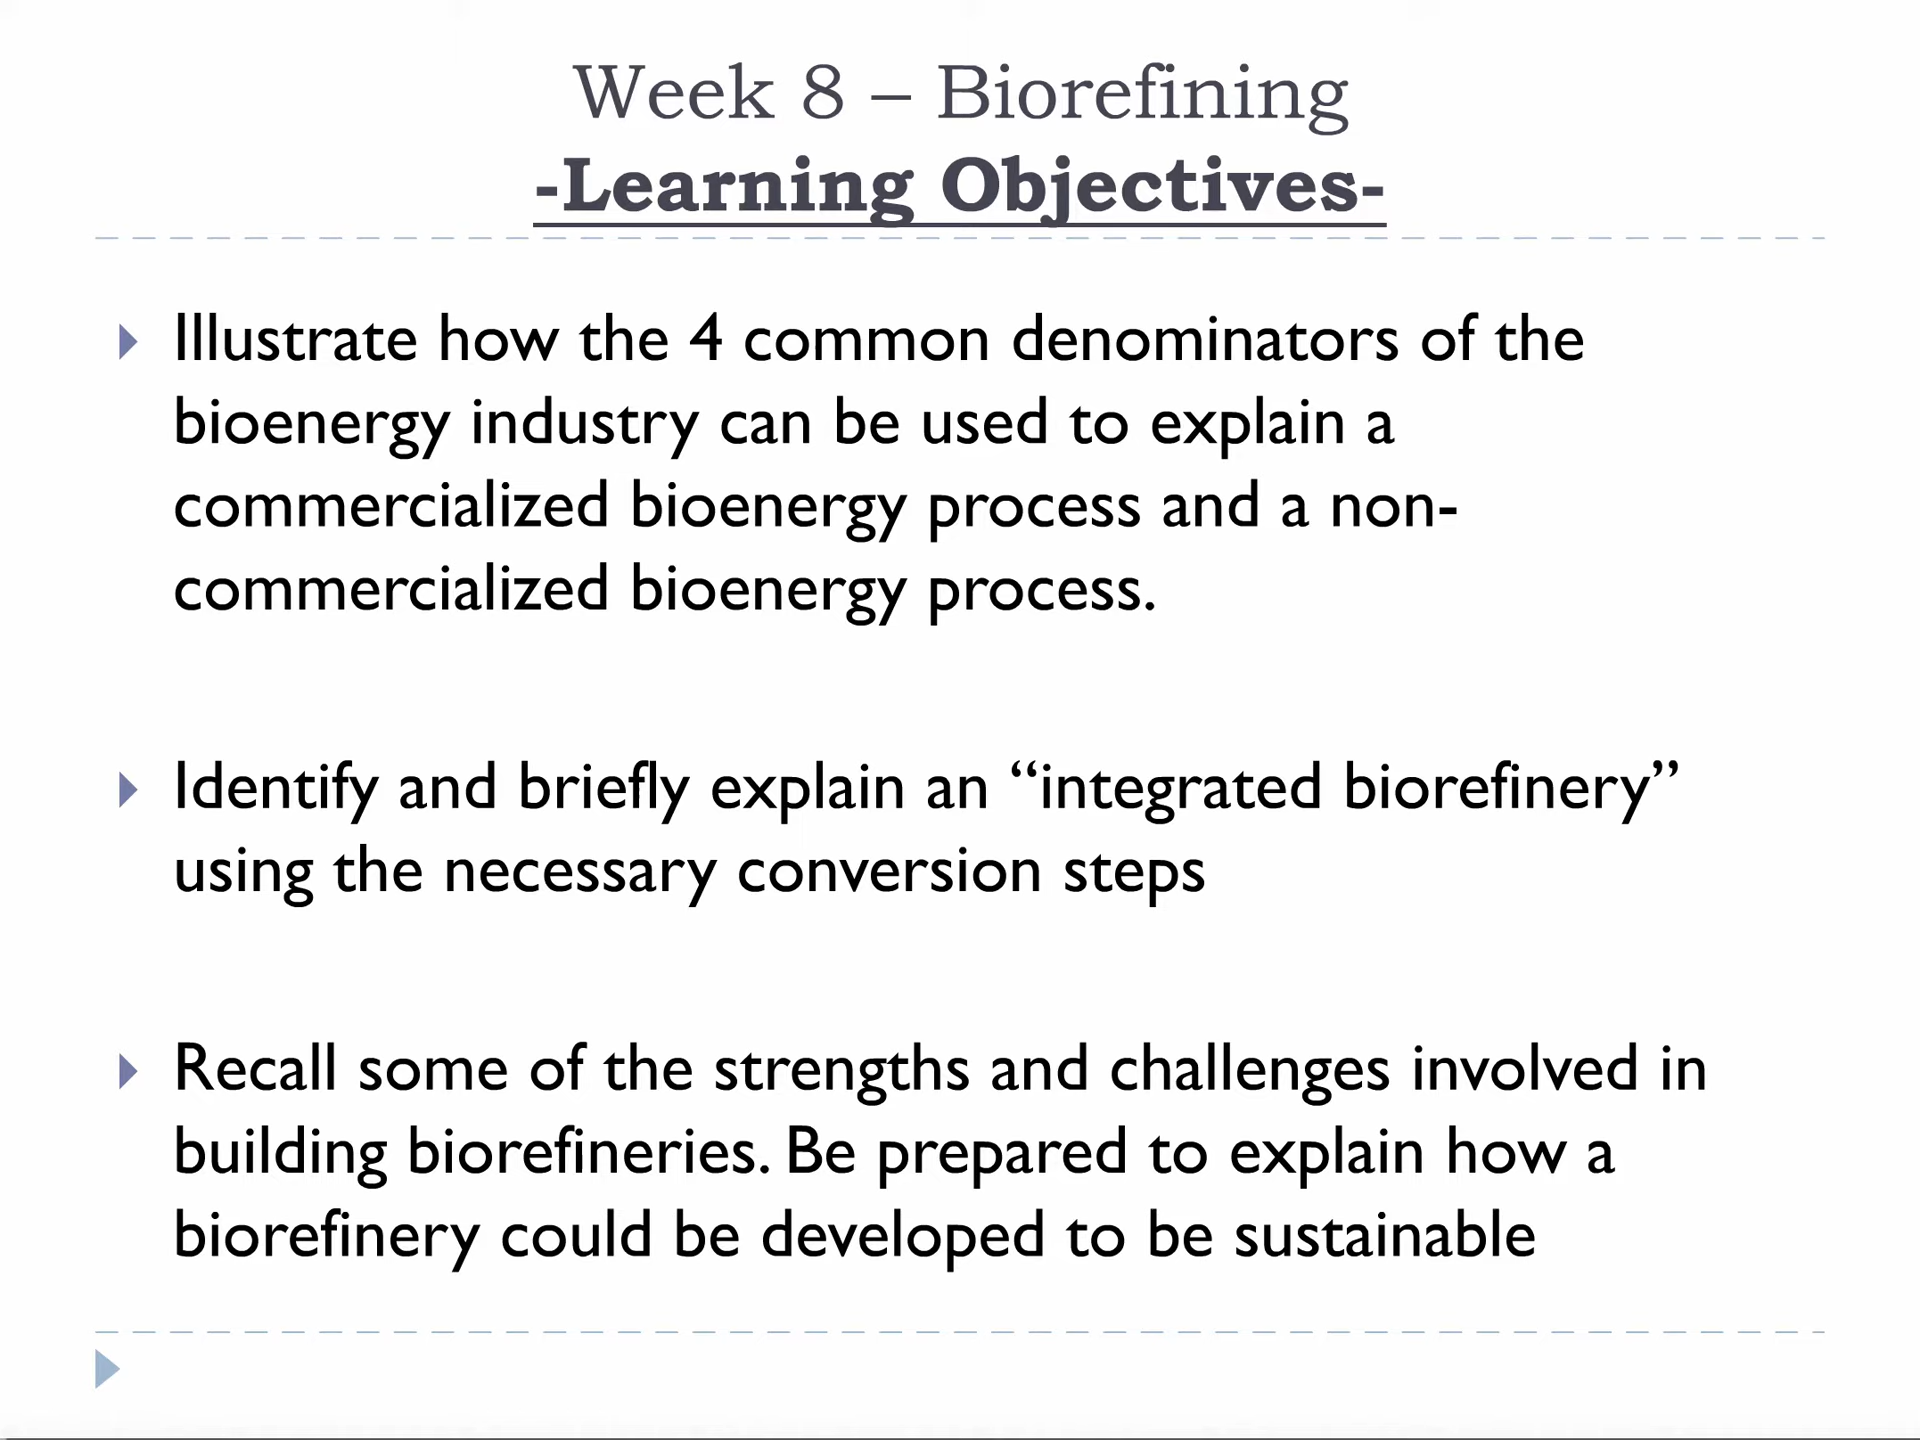 Week 8 – Biorefining
-Learning Objectives-
Illustrate how the 4 common denominators of the
bioenergy industry can be used to explain a
commercialized bioenergy process and a non-
commercialized bioenergy process.
Identify and briefly explain an “integrated biorefinery”
using the necessary conversion steps
Recall some of the strengths and challenges involved in
building biorefineries. Be prepared to explain how a
biorefinery could be developed to be sustainable